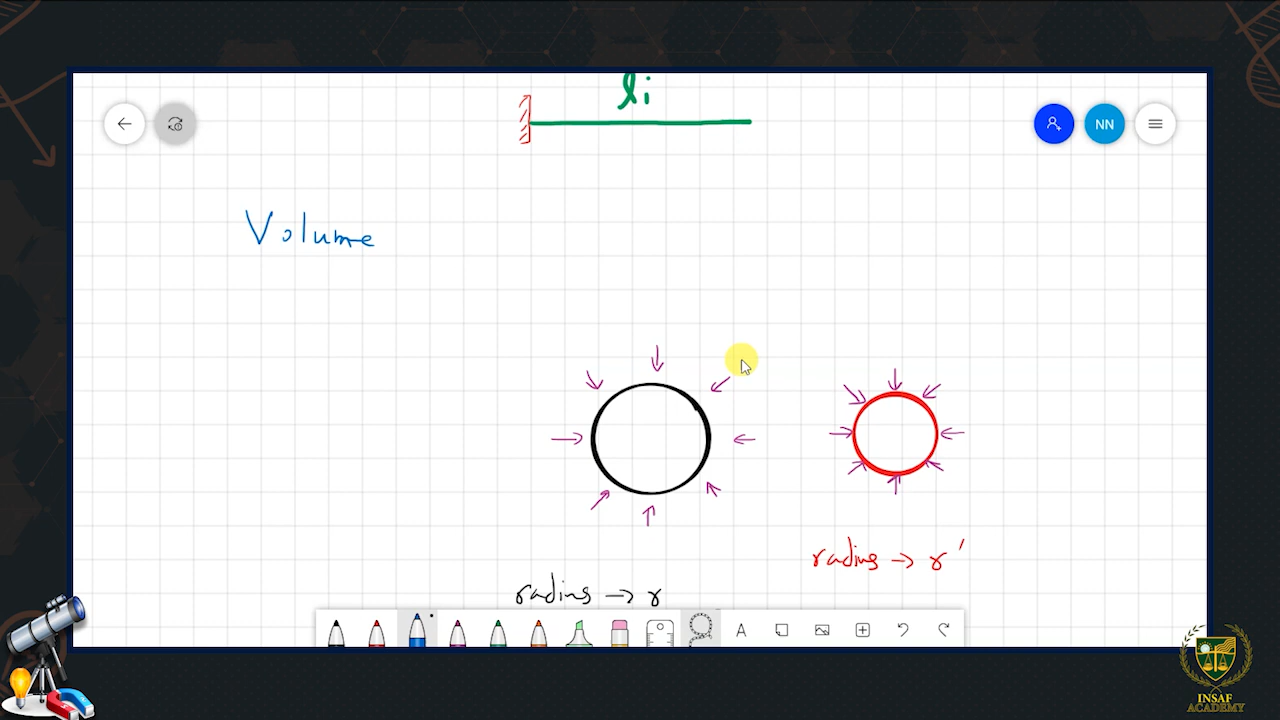 li
NN
Volume
radius → r'
radius → r
A
INSAF
ACADEMY